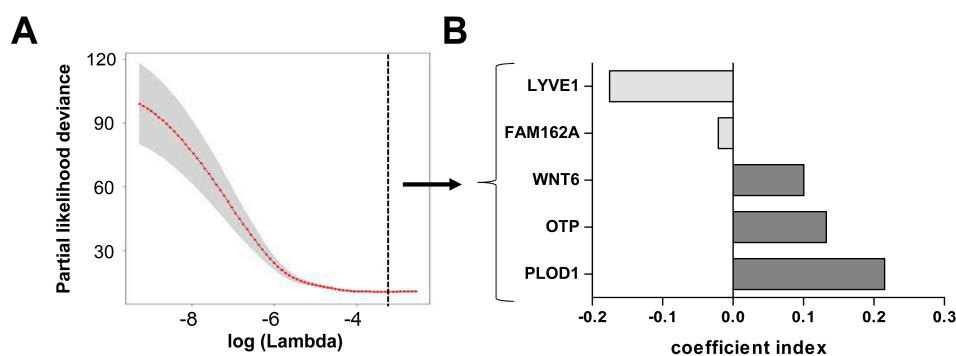 A
Partial likelihood deviance
120
90
60
30
-8
-6
-4
log (Lambda)
B
LYVE1
FAM162A
WNT6
OTP
PLOD1
-0.2
-0.1
0.0
0.1
0.2
0.3
coefficient index